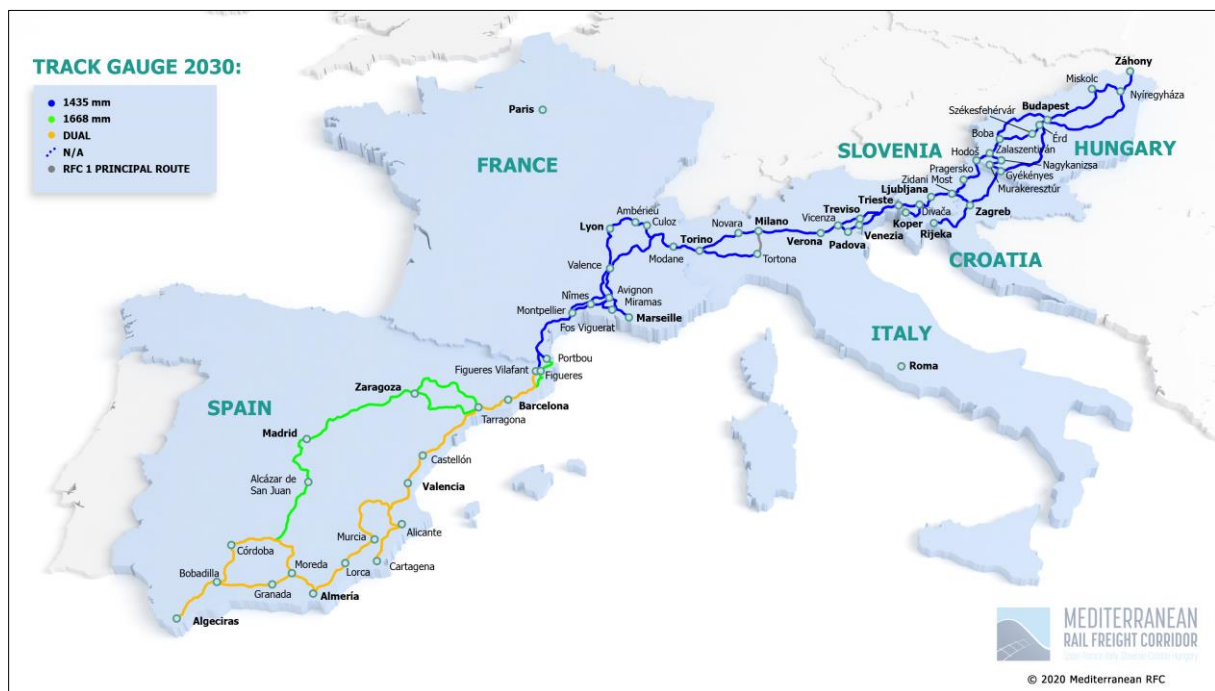 TRACK GAUGE 2030:
1435 mm
1668 mm
DUAL
N/A
RFC 1 PRINCIPAL ROUTE
Paris
FRANCE
SPAIN
ITALY
SLOVENIA
HUNGARY
CROATIA
Záhony
Miskolc
Nyíregyháza
Székesfehérvár
Budapest
Érd
Boba
Zalaszentiván
Hodoš
Nagykanizsa
Pragersko
Gyékényes
Zidani Most
Murakeresztúr
Ljubljana
Zagreb
Trieste
Divača
Koper
Rijeka
Treviso
Vicenza
Venezia
Padova
Verona
Milano
Novara
Tortona
Torino
Modane
Ambérieu
Culoz
Lyon
Valence
Avignon
Nîmes
Miramas
Montpellier
Marseille
Fos Viguerat
Portbou
Figueres Vilafant
Figueres
Roma
Zaragoza
Barcelona
Tarragona
Madrid
Castellón
Alcázar de
San Juan
Valencia
Alicante
Murcia
Córdoba
Cartagena
Moreda
Lorca
Bobadilla
Granada
Almería
Algeciras
MEDITERRANEAN
RAIL FREIGHT CORRIDOR
© 2020 Mediterranean RFC